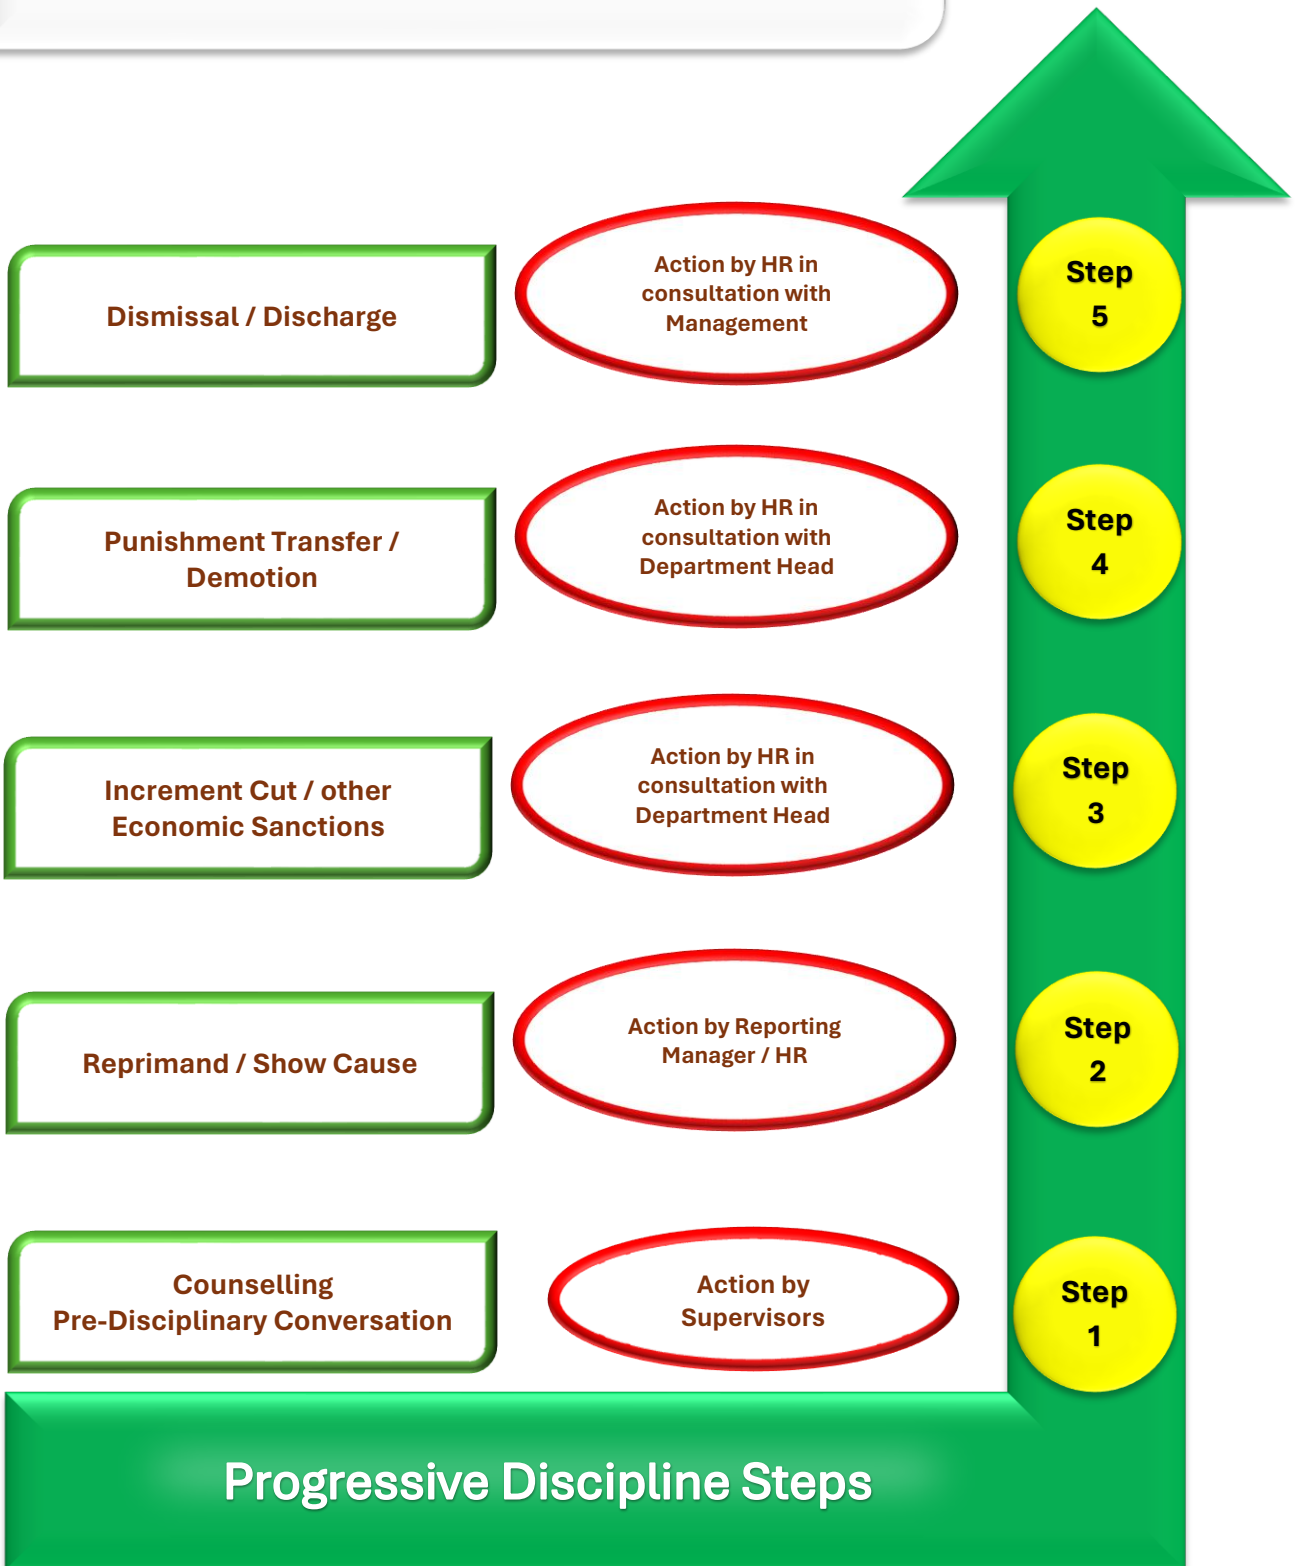 Dismissal / Discharge
Action by HR in
consultation with
Management
Step
5
Punishment Transfer /
Demotion
Action by HR in
consultation with
Department Head
Step
4
Increment Cut / other
Economic Sanctions
Action by HR in
consultation with
Department Head
Step
3
Reprimand / Show Cause
Action by Reporting
Manager / HR
Step
2
Counselling
Pre-Disciplinary Conversation
Action by
Supervisors
Step
1
Progressive Discipline Steps